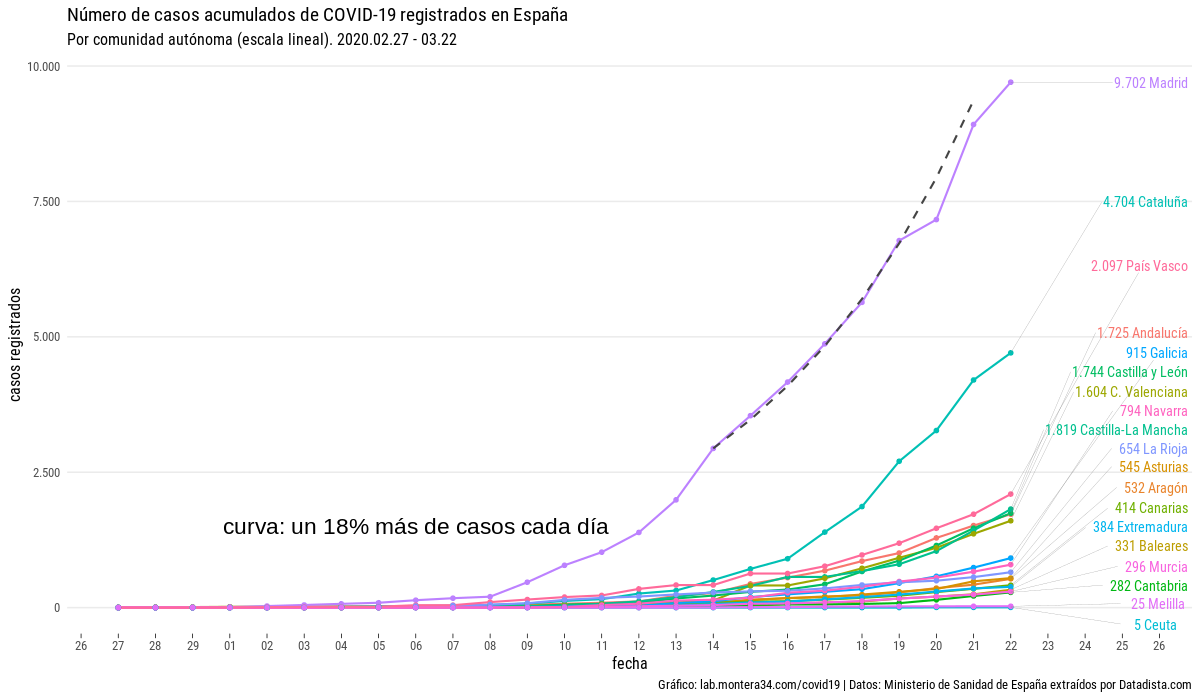 Número de casos acumulados de COVID-19 registrados en España
Por comunidad autónoma (escala lineal). 2020.02.27 - 03.22
casos registrados
10.000
7.500
5.000
2.500
0
9.702 Madrid
4.704 Cataluña
2.097 País Vasco
1.725 Andalucía
915 Galicia
1.744 Castilla y León
1.604 C. Valenciana
794 Navarra
1.819 Castilla-La Mancha
654 La Rioja
545 Asturias
532 Aragón
414 Canarias
384 Extremadura
331 Baleares
296 Murcia
282 Cantabria
25 Melilla
5 Ceuta
curva: un 18% más de casos cada día
26 27 28 29 01 02 03 04 05 06 07 08 09 10 11 12 13 14 15 16 17 18 19 20 21 22 23 24 25 26
fecha
Gráfico: lab.montera34.com/covid19 | Datos: Ministerio de Sanidad de España extraídos por Datadista.com